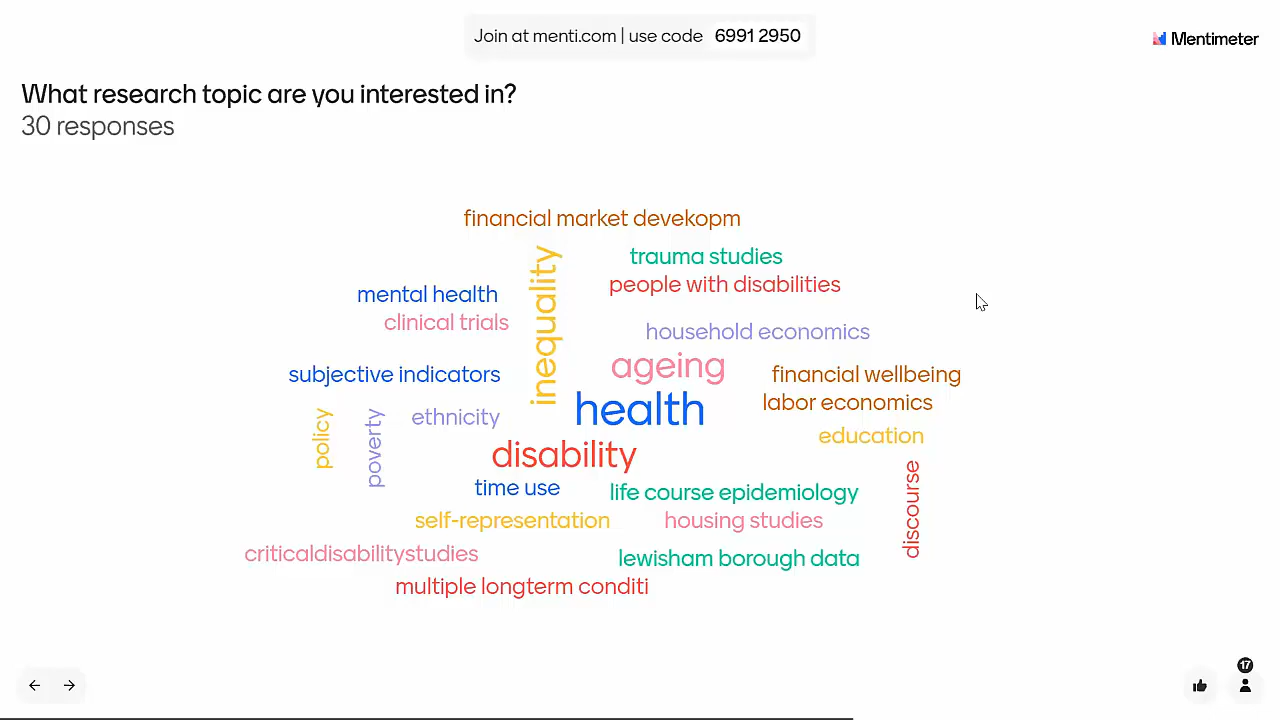 Join at menti.com | use code 6991 2950
Mentimeter
What research topic are you interested in?
30 responses
financial market devekopm
trauma studies
people with disabilities
inequality
mental health
clinical trials
household economics
ageing
subjective indicators
financial wellbeing
health
labor economics
policy
poverty
ethnicity
education
disability
time use
life course epidemiology
discourse
self-representation
housing studies
criticaldisabilitystudies
lewisham borough data
multiple longterm conditi
17